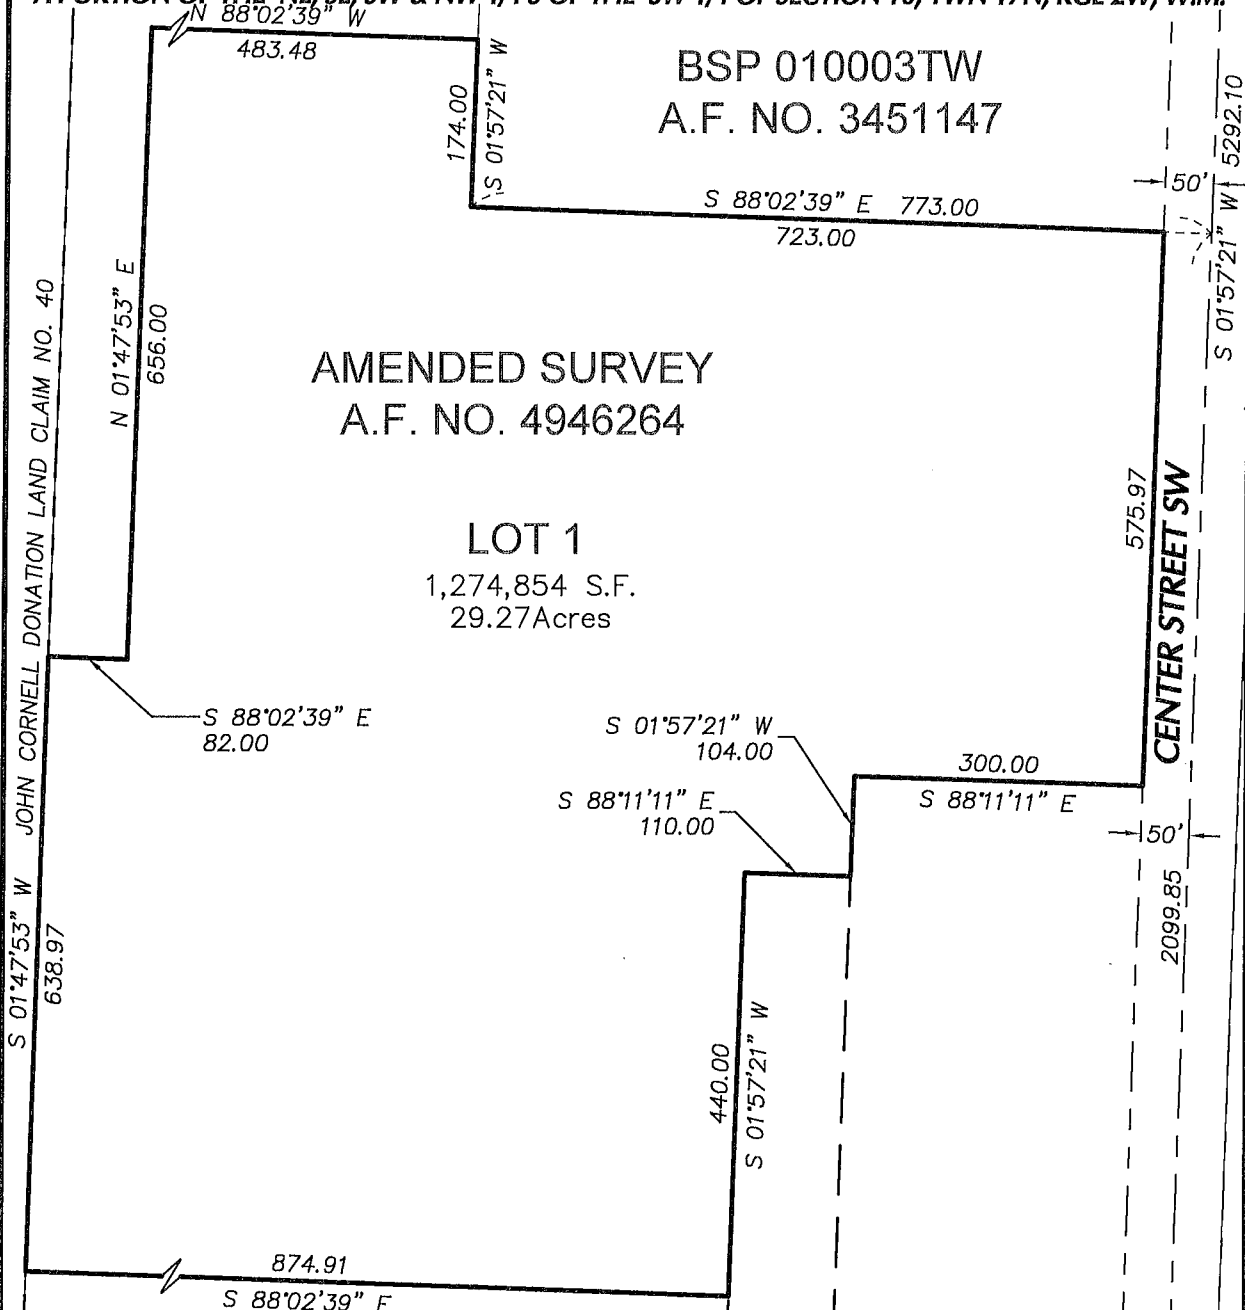 N 88°02'39" W
483.48
174.00
S 01°57'21" W
BSP 010003TW
A.F. NO. 3451147
5292.10
50'
S 01°57'21" W
S 88°02'39" E 773.00
723.00
N 01°47'53" E
656.00
JOHN CORNELL DONATION LAND CLAIM NO. 40
AMENDED SURVEY
A.F. NO. 4946264
LOT 1
1,274,854 S.F.
29.27Acres
575.97
CENTER STREET SW
S 88°02'39" E
82.00
S 01°57'21" W
104.00
300.00
S 88°11'11" E
S 88°11'11" E
110.00
50'
2099.85
S 01°47'53" W
638.97
440.00
S 01°57'21" W
874.91
S 88°02'39" E